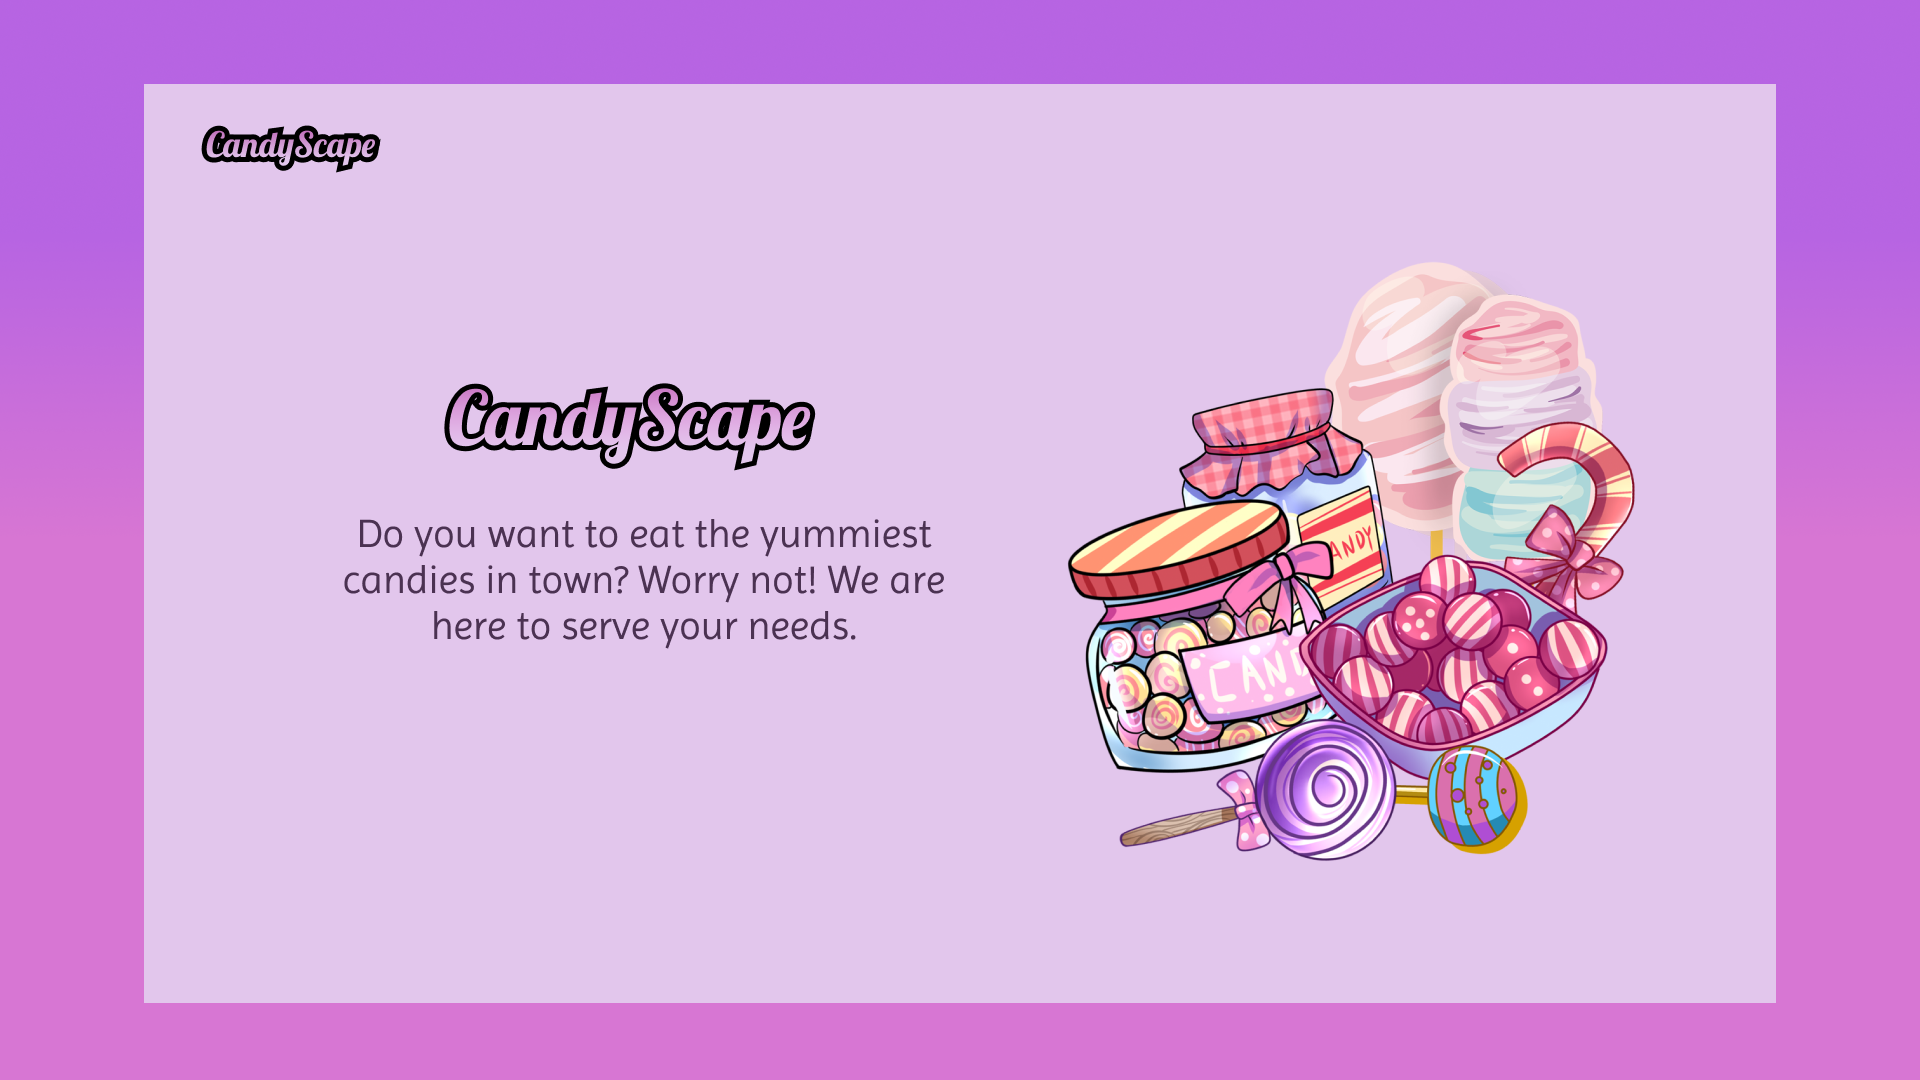 CandyScape
CandyScape
Do you want to eat the yummiest
candies in town? Worry not! We are
here to serve your needs.
ANDY
CAND